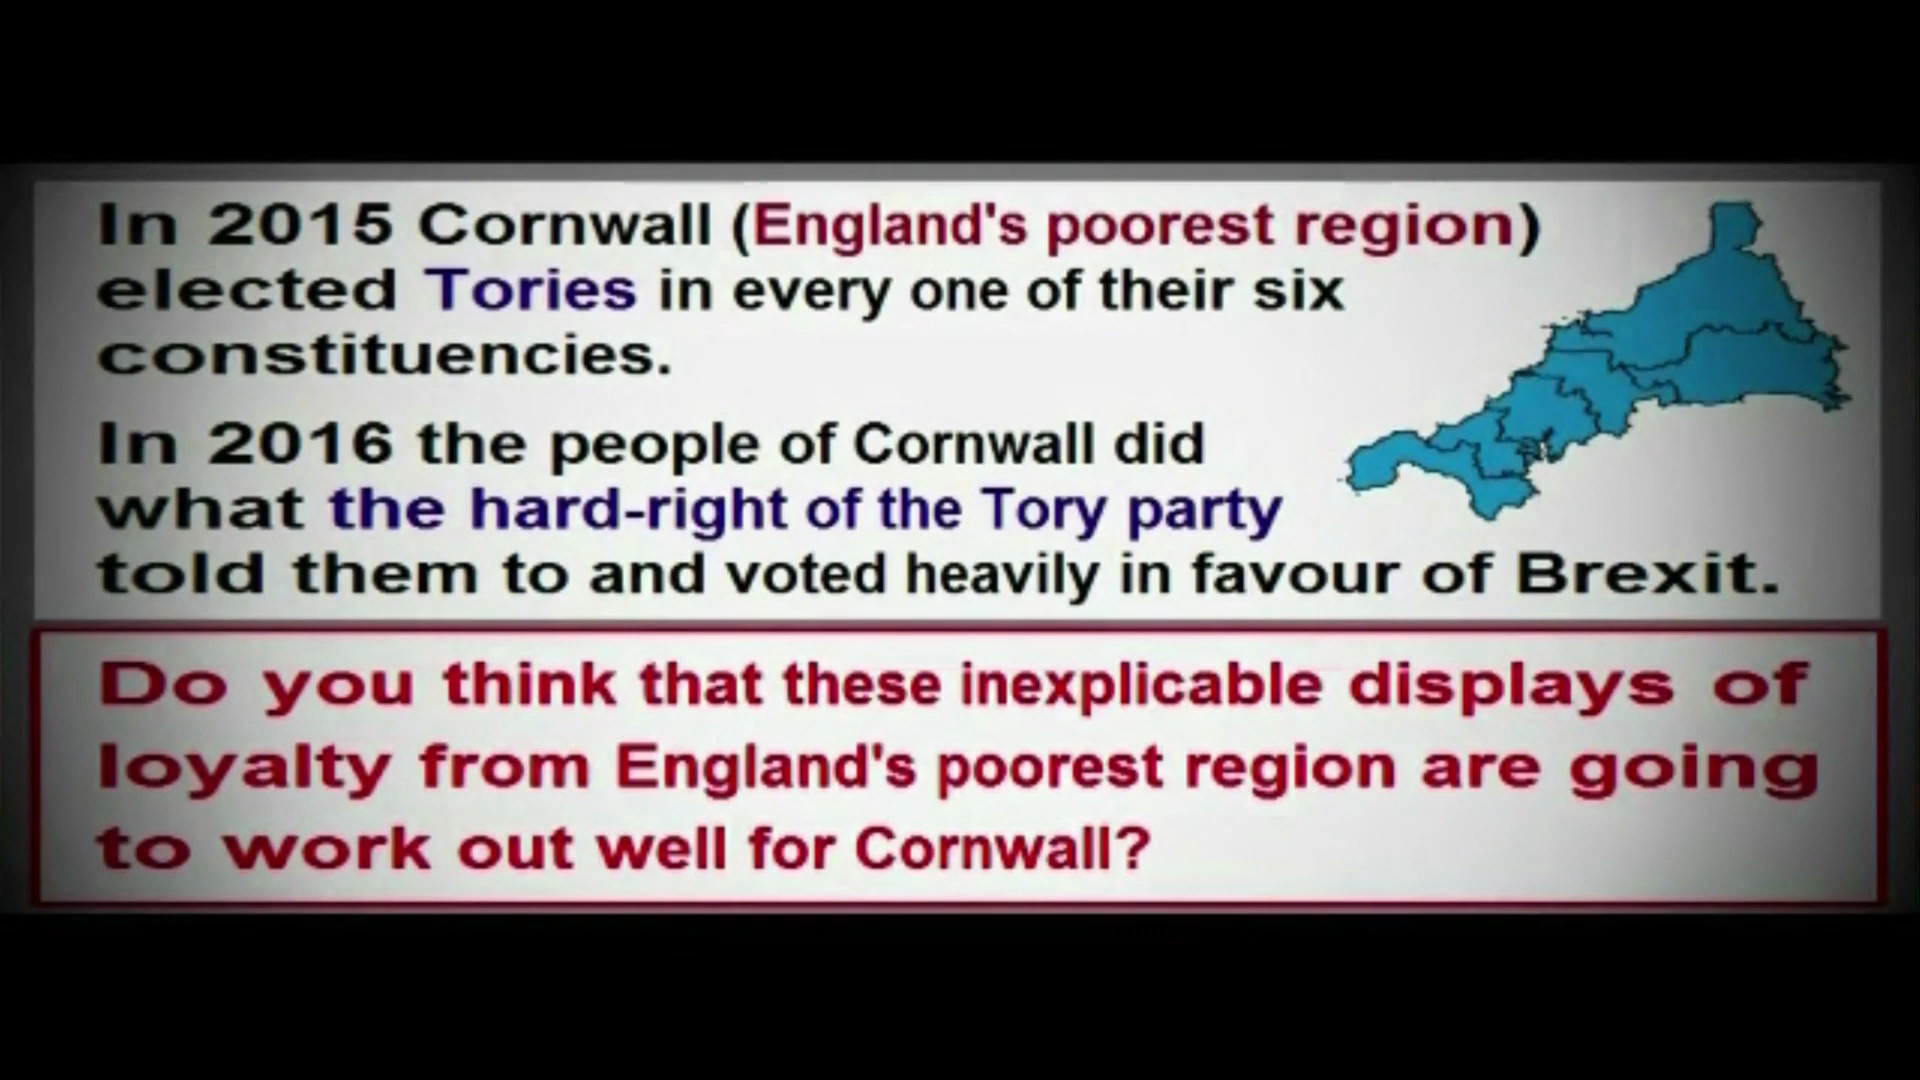 In 2015 Cornwall (England's poorest region)
elected Tories in every one of their six
constituencies.
In 2016 the people of Cornwall did
what the hard-right of the Tory party
told them to and voted heavily in favour of Brexit.
Do you think that these inexplicable displays of
loyalty from England's poorest region are going
to work out well for Cornwall?